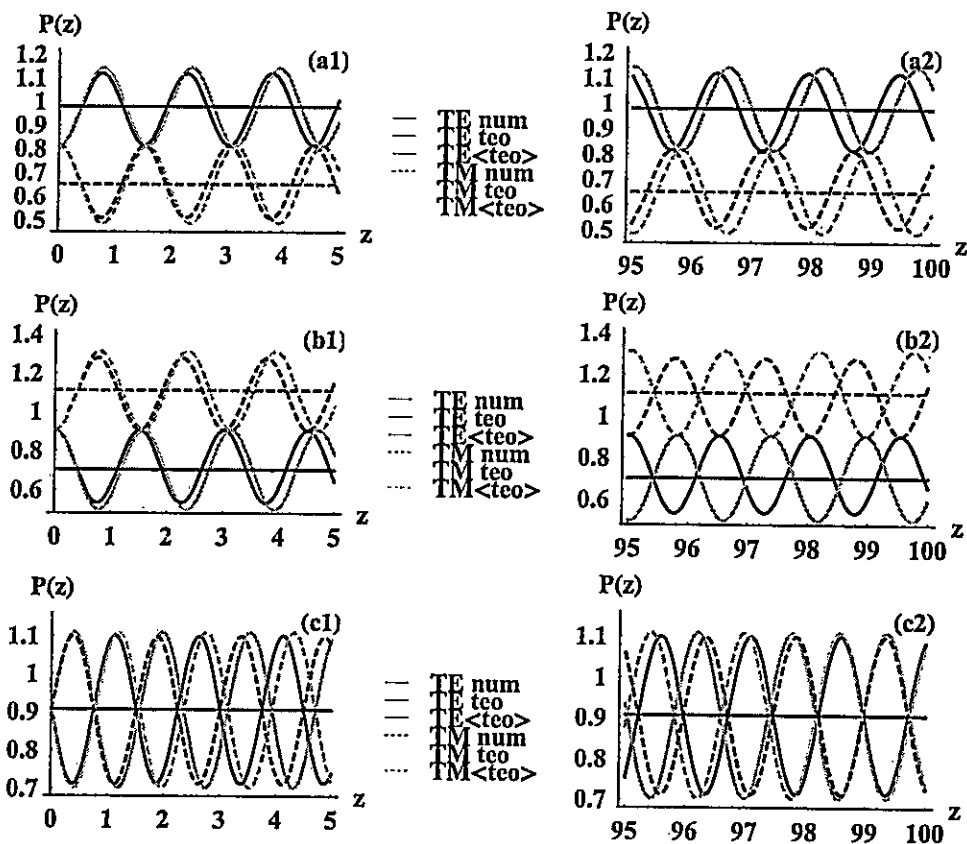 P(z)
1.2
1.1
1
0.9
0.8
0.7
0.6
0.5
0 1 2 3 4 5 z
(a1)
TE num
TE teo
TE<teo>
TM num
TM teo
TM<teo>
P(z)
1.2
1.1
1
0.9
0.8
0.7
0.6
0.5
95 96 97 98 99 100 z
(a2)
P(z)
1.4
1.2
1
0.8
0.6
0 1 2 3 4 5 z
(b1)
TE num
TE teo
TE<teo>
TM num
TM teo
TM<teo>
P(z)
1.4
1.2
1
0.8
0.6
95 96 97 98 99 100 z
(b2)
P(z)
1.1
1
0.9
0.8
0.7
0 1 2 3 4 5 z
(c1)
TE num
TE teo
TE<teo>
TM num
TM teo
TM<teo>
P(z)
1.1
1
0.9
0.8
0.7
95 96 97 98 99 100 z
(c2)